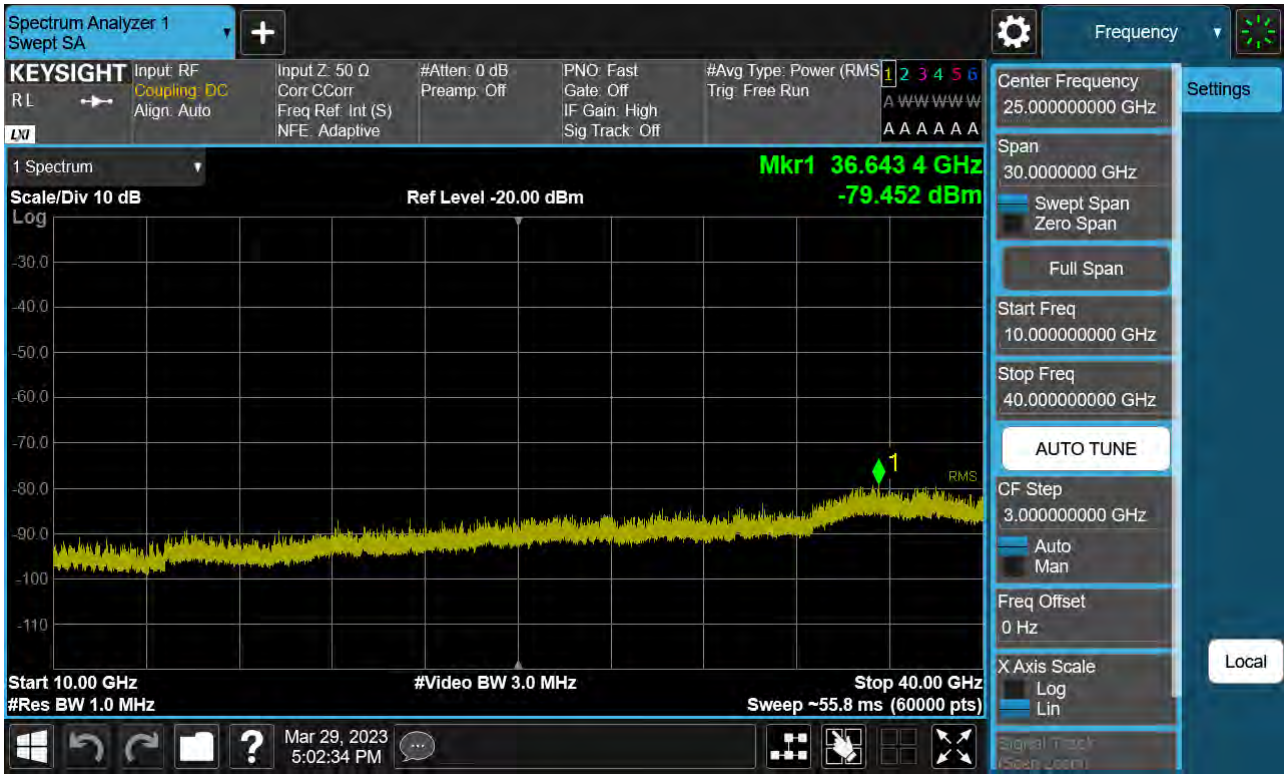 Spectrum Analyzer 1
Swept SA
+
Frequency
KEYSIGHT
RL
LXI
Input: RF
Coupling: DC
Align: Auto
Input Z: 50 Ω
Corr CCorr
Freq Ref: Int (S)
NFE: Adaptive
#Atten: 0 dB
Preamp: Off
PNO: Fast
Gate: Off
IF Gain: High
Sig Track: Off
#Avg Type: Power (RMS
Trig: Free Run
1 2 3 4 5 6
A W W W W W
A A A A A A
1 Spectrum
Mkr1 36.643 4 GHz
-79.452 dBm
Scale/Div 10 dB
Ref Level -20.00 dBm
Log
-30.0
-40.0
-50.0
-60.0
-70.0
-80.0
-90.0
-100
-110
1
RMS
Start 10.00 GHz
#Video BW 3.0 MHz
Stop 40.00 GHz
#Res BW 1.0 MHz
Sweep ~55.8 ms (60000 pts)
Center Frequency
25.000000000 GHz
Settings
Span
30.0000000 GHz
Swept Span
Zero Span
Full Span
Start Freq
10.000000000 GHz
Stop Freq
40.000000000 GHz
AUTO TUNE
CF Step
3.000000000 GHz
Auto
Man
Freq Offset
0 Hz
X Axis Scale
Log
Lin
Signal Track
(Span Zoom)
Local
?
Mar 29, 2023
5:02:34 PM